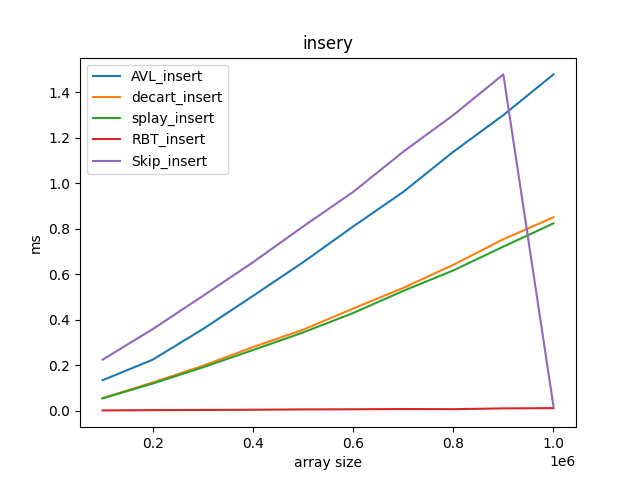 insery
AVL_insert
decart_insert
splay_insert
RBT_insert
Skip_insert
ms
1.4
1.2
1.0
0.8
0.6
0.4
0.2
0.0
0.2 0.4 0.6 0.8 1.0
1e6
array size